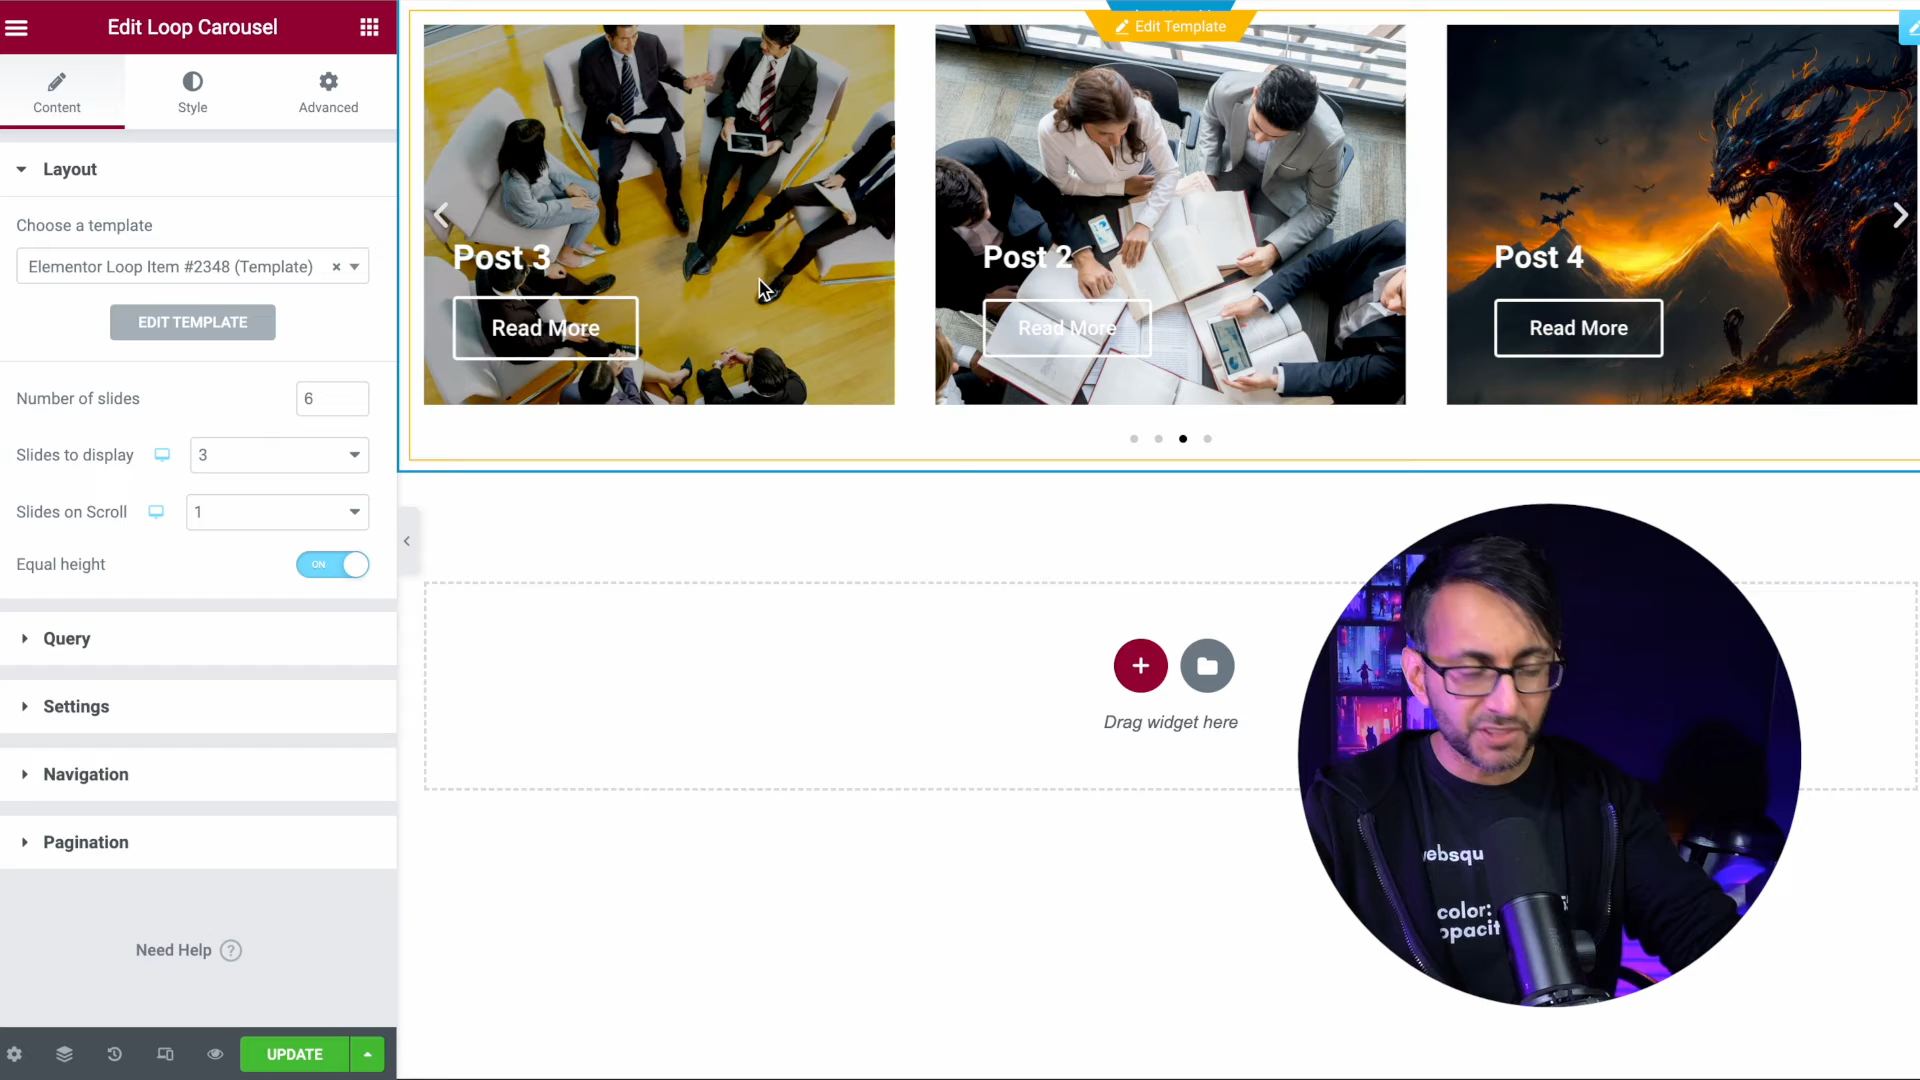 Edit Loop Carousel
Content
Style
Advanced
Layout
Choose a template
Elementor Loop Item #2348 (Template) ×
EDIT TEMPLATE
Number of slides
6
Slides to display
3
Slides on Scroll
1
Equal height
ON
Query
Settings
Navigation
Pagination
Need Help ?
UPDATE
Edit Template
Post 3
Read More
Post 2
Read More
Post 4
Read More
Drag widget here
websqu
color:
opacit